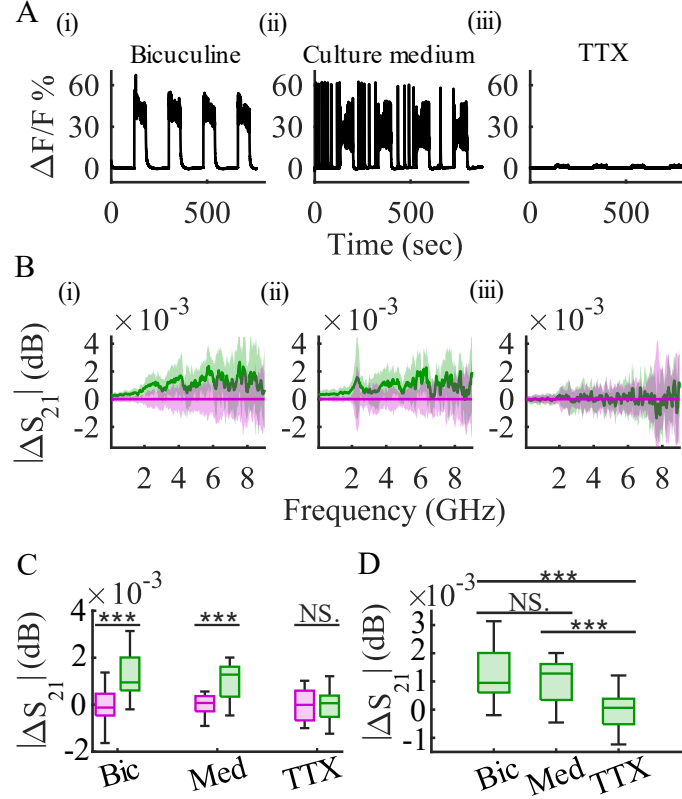 A
(i)
Bicuculine
(ii)
Culture medium
(iii)
TTX
ΔF/F %
60
30
0
60
30
0
60
30
0
0
500
0
500
0
500
Time (sec)
B
(i)
(ii)
(iii)
× 10⁻³
× 10⁻³
× 10⁻³
|ΔS₂₁| (dB)
4
2
0
-2
4
2
0
-2
4
2
0
-2
2 4 6 8
2 4 6 8
2 4 6 8
Frequency (GHz)
C
×10⁻³
|ΔS₂₁| (dB)
4
2
0
-2
***
***
NS.
Bic
Med
TTX
D
×10⁻³
|ΔS₂₁| (dB)
3
2
1
0
-1
***
NS.
***
Bic
Med
TTX